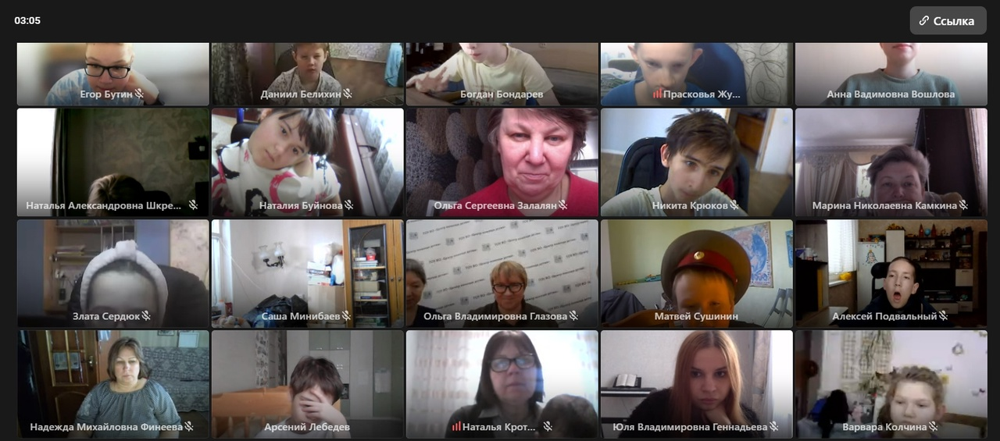 03:05
Ссылка
Егор Бутин
Даниил Белихин
Богдан Бондарев
Прасковья Жу...
Анна Вадимовна Вошлова
Наталья Александровна Шкре...
Наталия Буйнова
Ольга Сергеевна Залалян
Никита Крюков
Марина Николаевна Камкина
Злата Сердюк
Саша Минибаев
Ольга Владимировна Глазова
Матвей Сушинин
Алексей Подвальный
Надежда Михайловна Финеева
Арсений Лебедев
Наталья Крот...
Юля Владимировна Геннадьева
Варвара Колчина